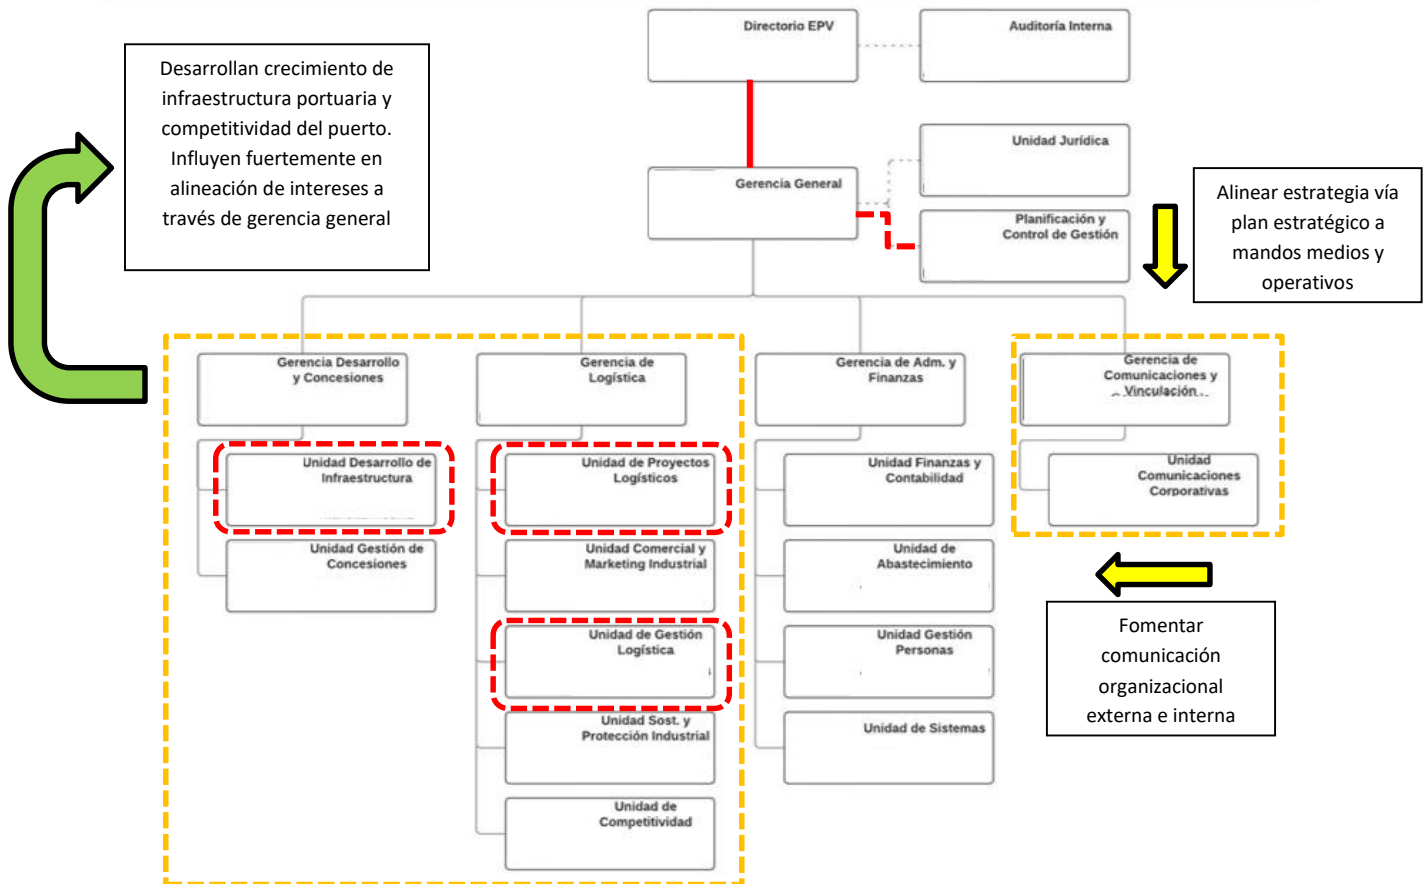 Directorio EPV
Auditoría Interna
Desarrollan crecimiento de
infraestructura portuaria y
competitividad del puerto.
Influyen fuertemente en
alineación de intereses a
través de gerencia general
Unidad Jurídica
Gerencia General
Planificación y
Control de Gestión
Alinear estrategia vía
plan estratégico a
mandos medios y
operativos
Gerencia Desarrollo
y Concesiones
Gerencia de
Logística
Gerencia de Adm. y
Finanzas
Gerencia de
Comunicaciones y
Vinculación
Unidad Desarrollo de
Infraestructura
Unidad de Proyectos
Logísticos
Unidad Finanzas y
Contabilidad
Unidad
Comunicaciones
Corporativas
Unidad Gestión de
Concesiones
Unidad Comercial y
Marketing Industrial
Unidad de
Abastecimiento
Unidad de Gestión
Logística
Unidad Gestión
Personas
Fomentar
comunicación
organizacional
externa e interna
Unidad Sost. y
Protección Industrial
Unidad de Sistemas
Unidad de
Competitividad